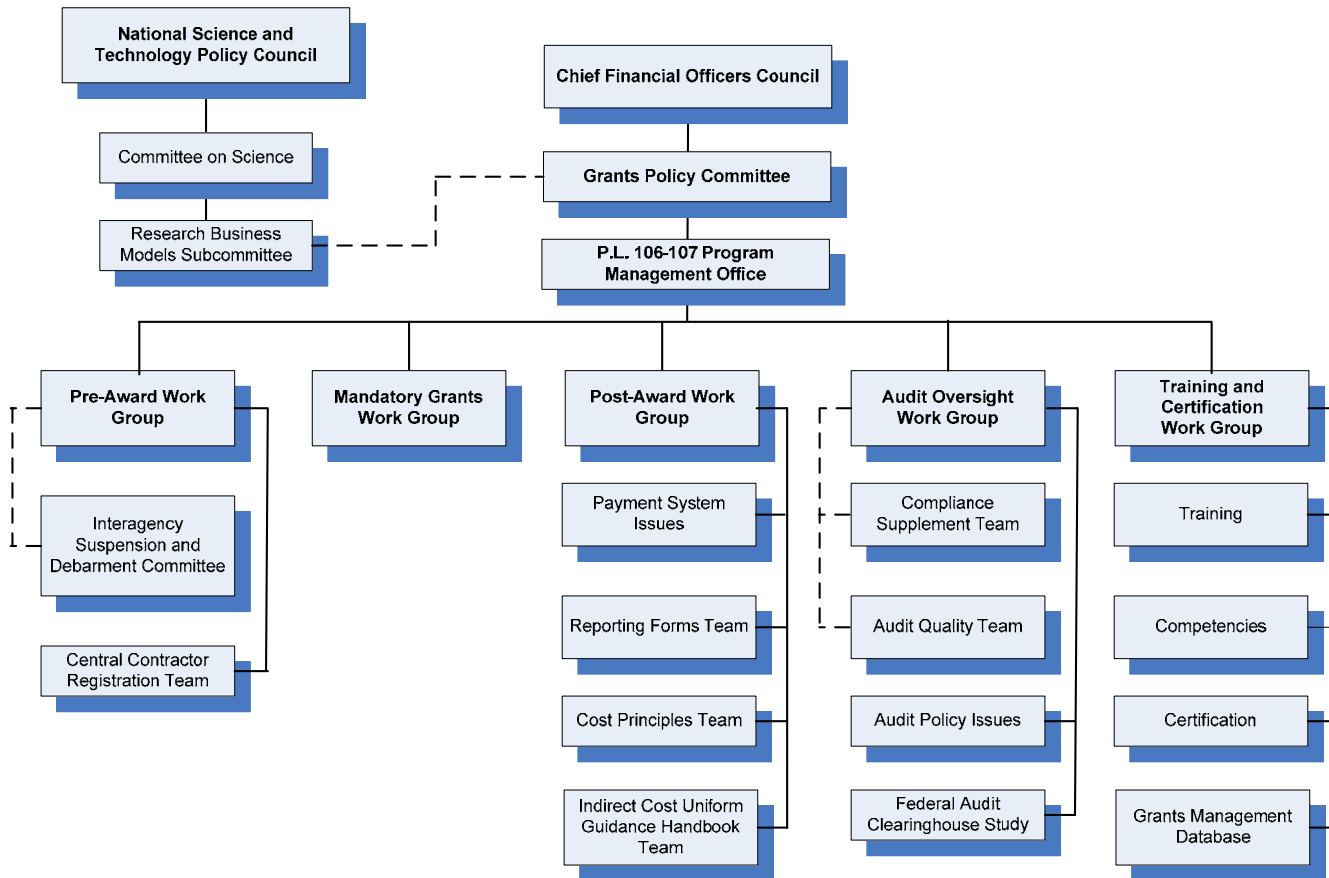 National Science and
Technology Policy Council
Chief Financial Officers Council
Committee on Science
Grants Policy Committee
Research Business
Models Subcommittee
P.L. 106-107 Program
Management Office
Pre-Award Work
Group
Mandatory Grants
Work Group
Post-Award Work
Group
Audit Oversight
Work Group
Training and
Certification
Work Group
Interagency
Suspension and
Debarment Committee
Central Contractor
Registration Team
Payment System
Issues
Reporting Forms Team
Cost Principles Team
Indirect Cost Uniform
Guidance Handbook
Team
Compliance
Supplement Team
Audit Quality Team
Audit Policy Issues
Federal Audit
Clearinghouse Study
Training
Competencies
Certification
Grants Management
Database